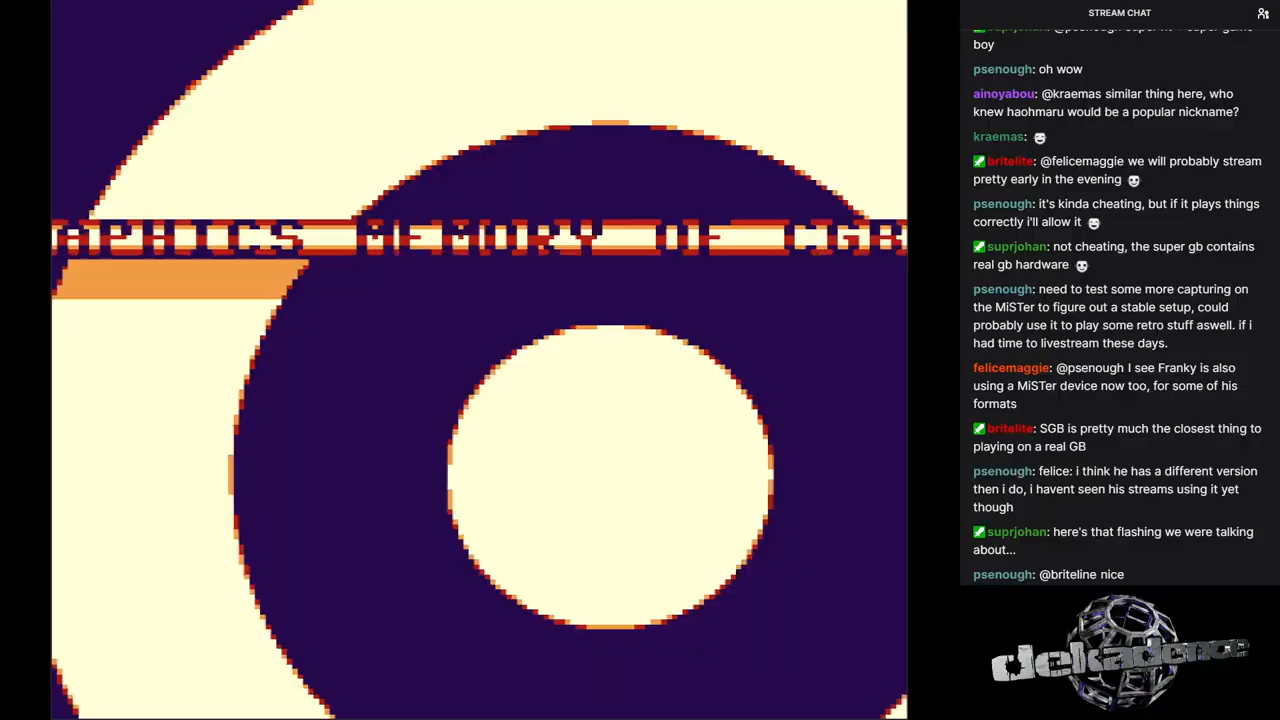 APHICS MEMORY OF CGB
STREAM CHAT
boy
psenough: oh wow
ainoyabou: @kraemas similar thing here, who
knew haohmaru would be a popular nickname?
kraemas:
britelite: @felicemaggie we will probably stream
pretty early in the evening
psenough: it's kinda cheating, but if it plays things
correctly i'll allow it
suprjohan: not cheating, the super gb contains
real gb hardware
psenough: need to test some more capturing on
the MiSTer to figure out a stable setup, could
probably use it to play some retro stuff aswell. if i
had time to livestream these days.
felicemaggie: @psenough I see Franky is also
using a MiSTer device now too, for some of his
formats
britelite: SGB is pretty much the closest thing to
playing on a real GB
psenough: felice: i think he has a different version
then i do, i havent seen his streams using it yet
though
suprjohan: here's that flashing we were talking
about...
psenough: @briteline nice
dekadence